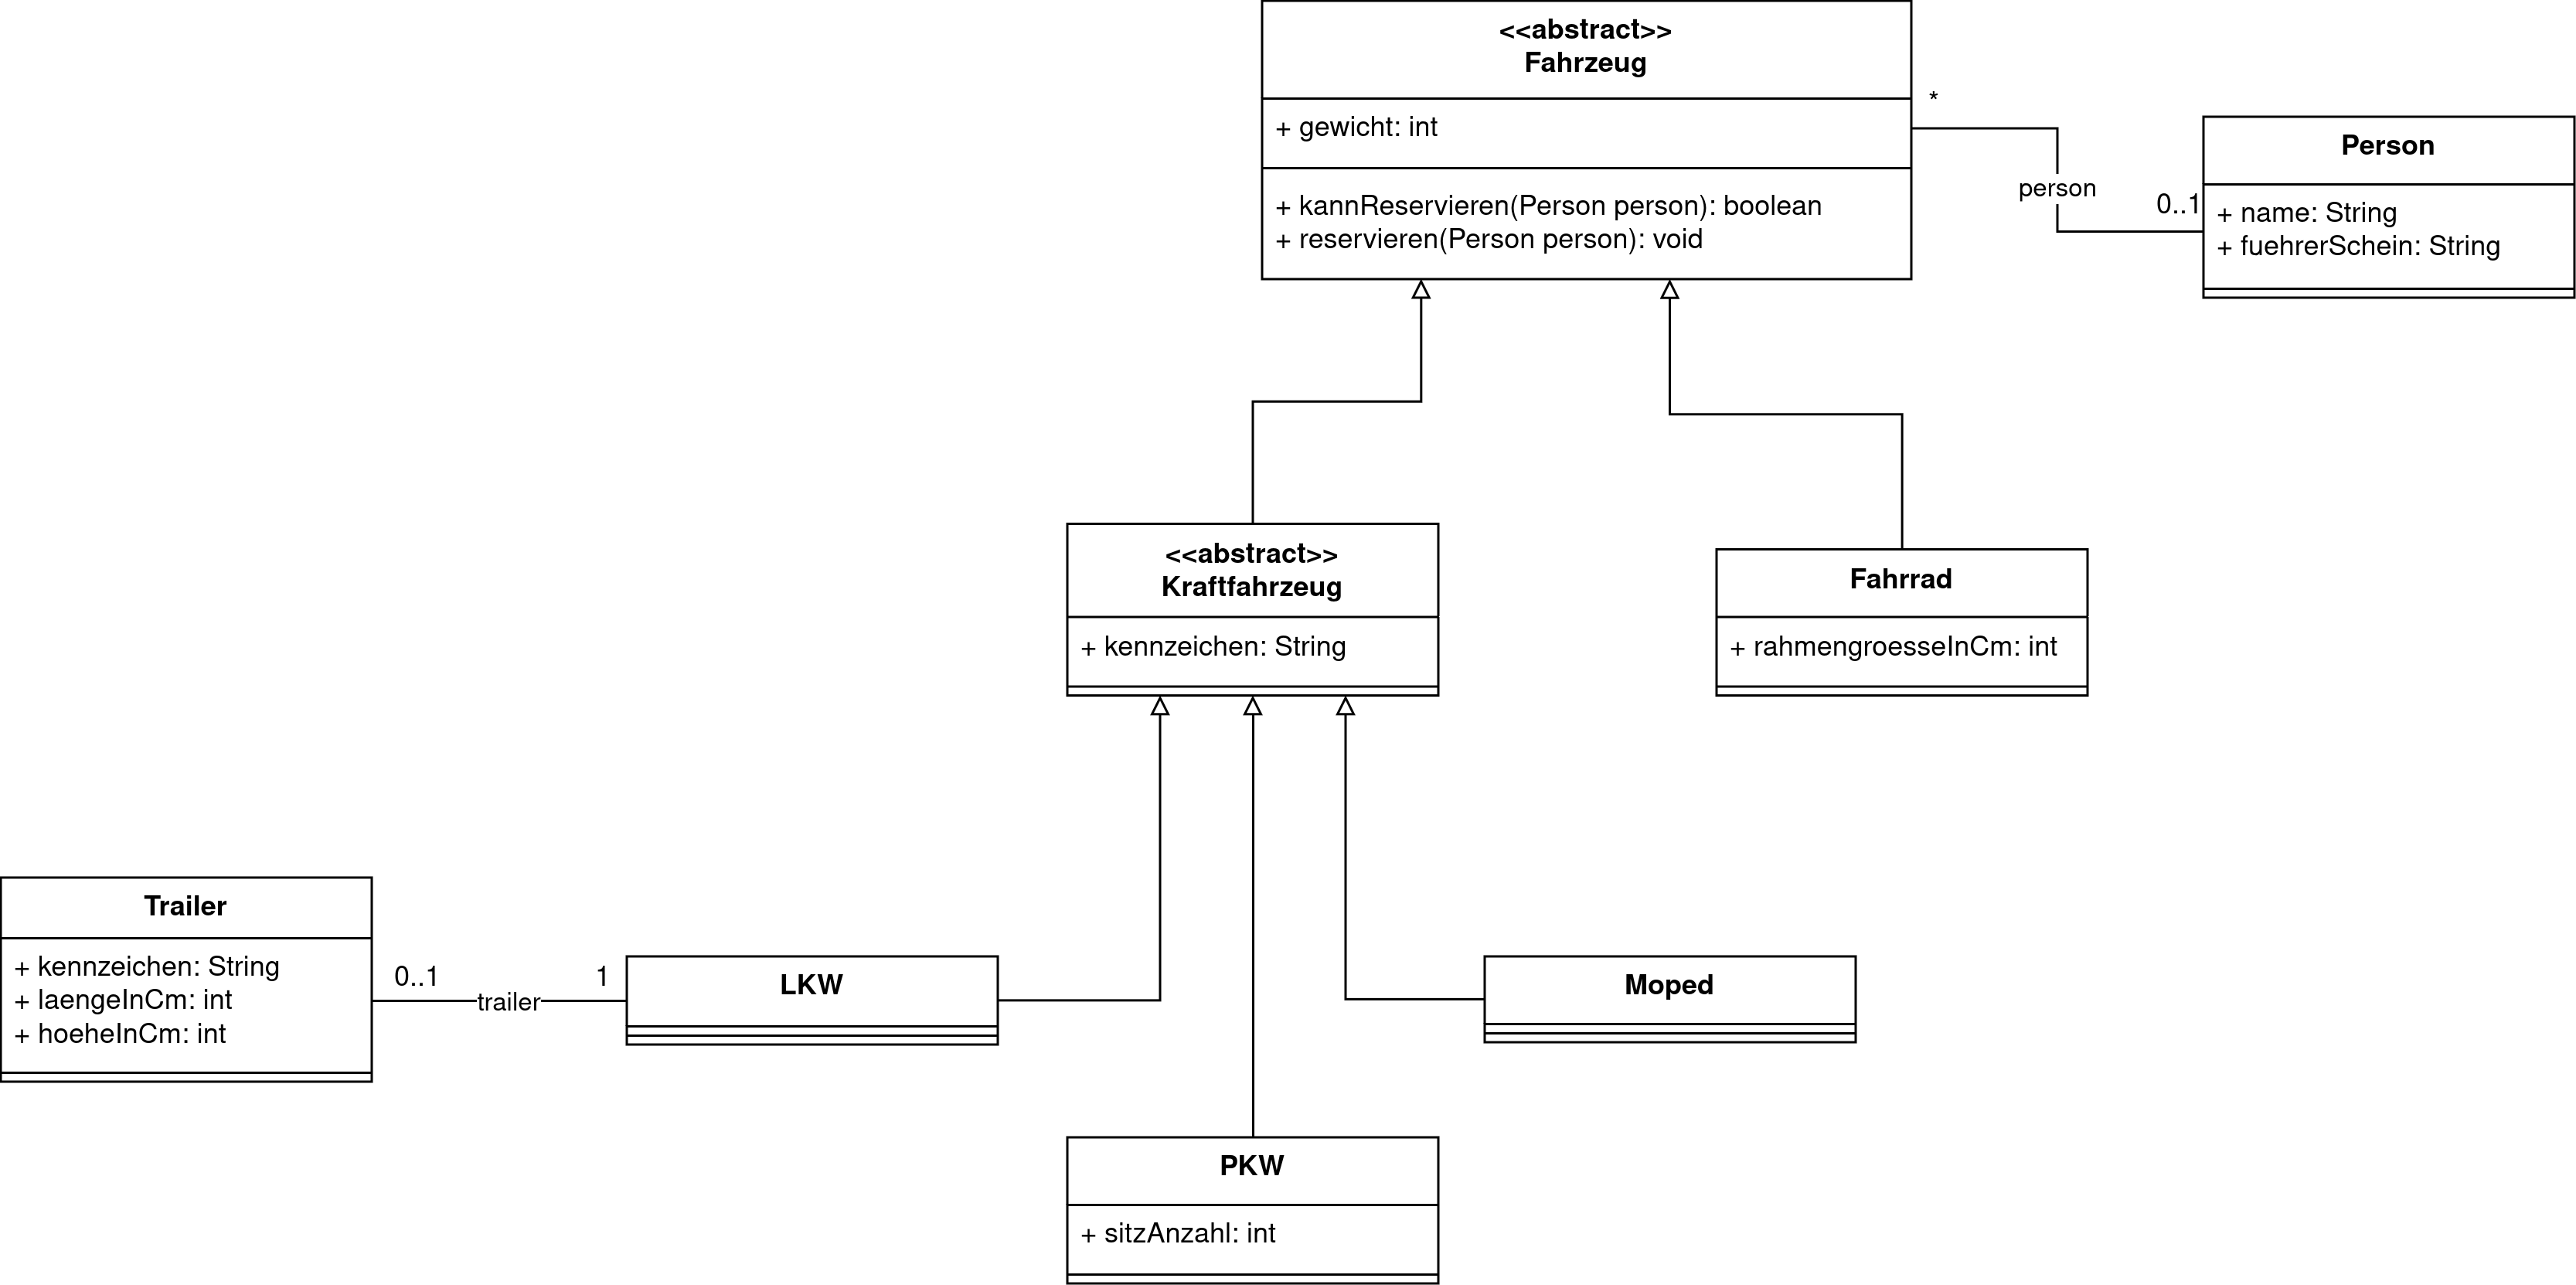 <<abstract>>
Fahrzeug
+ gewicht: int
+ kannReservieren(Person person): boolean
+ reservieren(Person person): void
*
person
0..1
Person
+ name: String
+ fuehrerSchein: String
<<abstract>>
Kraftfahrzeug
+ kennzeichen: String
Fahrrad
+ rahmengroesseInCm: int
Trailer
+ kennzeichen: String
+ laengeInCm: int
+ hoeheInCm: int
0..1
trailer
1
LKW
Moped
PKW
+ sitzAnzahl: int